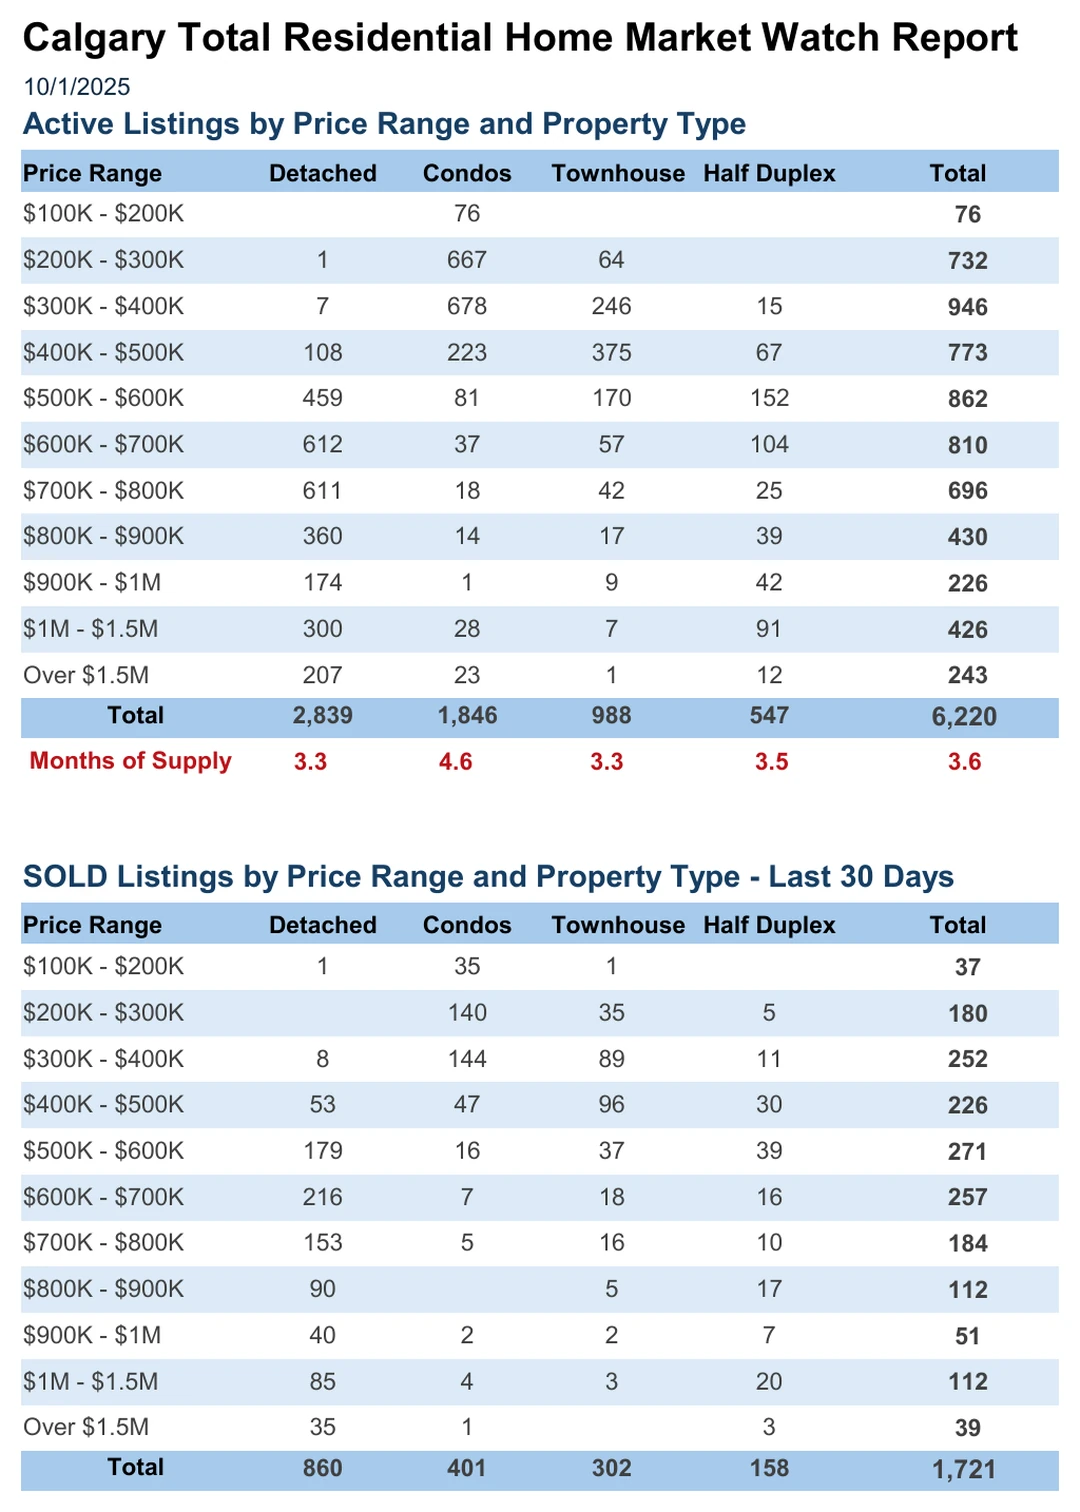 Calgary Total Residential Home Market Watch Report
10/1/2025
Active Listings by Price Range and Property Type
Price Range Detached Condos Townhouse Half Duplex Total
$100K - $200K 76 76
$200K - $300K 1 667 64 732
$300K - $400K 7 678 246 15 946
$400K - $500K 108 223 375 67 773
$500K - $600K 459 81 170 152 862
$600K - $700K 612 37 57 104 810
$700K - $800K 611 18 42 25 696
$800K - $900K 360 14 17 39 430
$900K - $1M 174 1 9 42 226
$1M - $1.5M 300 28 7 91 426
Over $1.5M 207 23 1 12 243
Total 2,839 1,846 988 547 6,220
Months of Supply 3.3 4.6 3.3 3.5 3.6
SOLD Listings by Price Range and Property Type - Last 30 Days
Price Range Detached Condos Townhouse Half Duplex Total
$100K - $200K 1 35 1 37
$200K - $300K 140 35 5 180
$300K - $400K 8 144 89 11 252
$400K - $500K 53 47 96 30 226
$500K - $600K 179 16 37 39 271
$600K - $700K 216 7 18 16 257
$700K - $800K 153 5 16 10 184
$800K - $900K 90 5 17 112
$900K - $1M 40 2 2 7 51
$1M - $1.5M 85 4 3 20 112
Over $1.5M 35 1 3 39
Total 860 401 302 158 1,721